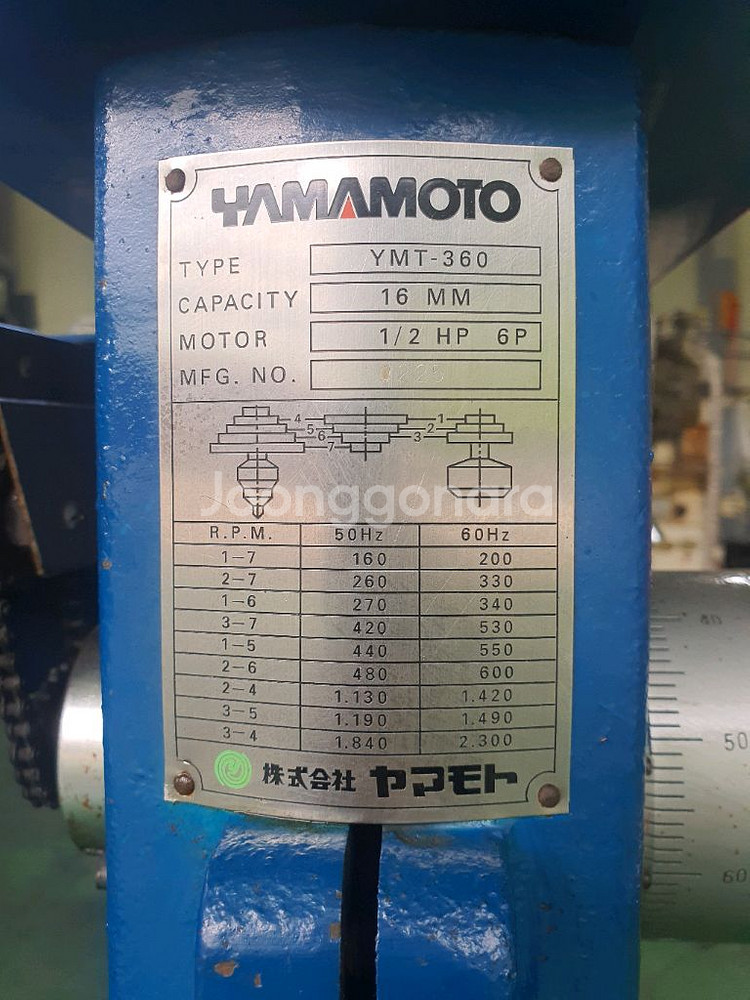 YAMAMOTO
TYPE YMT-360
CAPACITY 16 MM
MOTOR 1/2 HP 6P
MFG. NO.
4 1
5 2
6 3
7
Joonggonara
R.P.M. 50Hz 60Hz
1-7 160 200
2-7 260 330
1-6 270 340
3-7 420 530
1-5 440 550
2-6 480 600
2-4 1.130 1.420
3-5 1.190 1.490
3-4 1.840 2.300
株式会社 ヤマモト
40
50
60